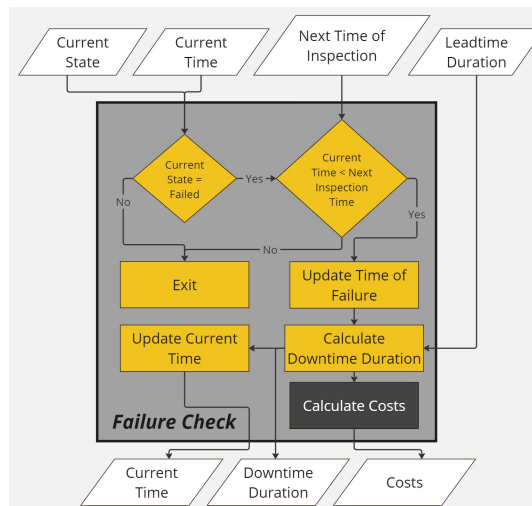 Current
State
Current
Time
Next Time of
Inspection
Leadtime
Duration
Current
State =
Failed
Yes
Current
Time < Next
Inspection
Time
No
Yes
No
Exit
Update Time of
Failure
Update Current
Time
Calculate
Downtime Duration
Calculate Costs
Failure Check
Current
Time
Downtime
Duration
Costs